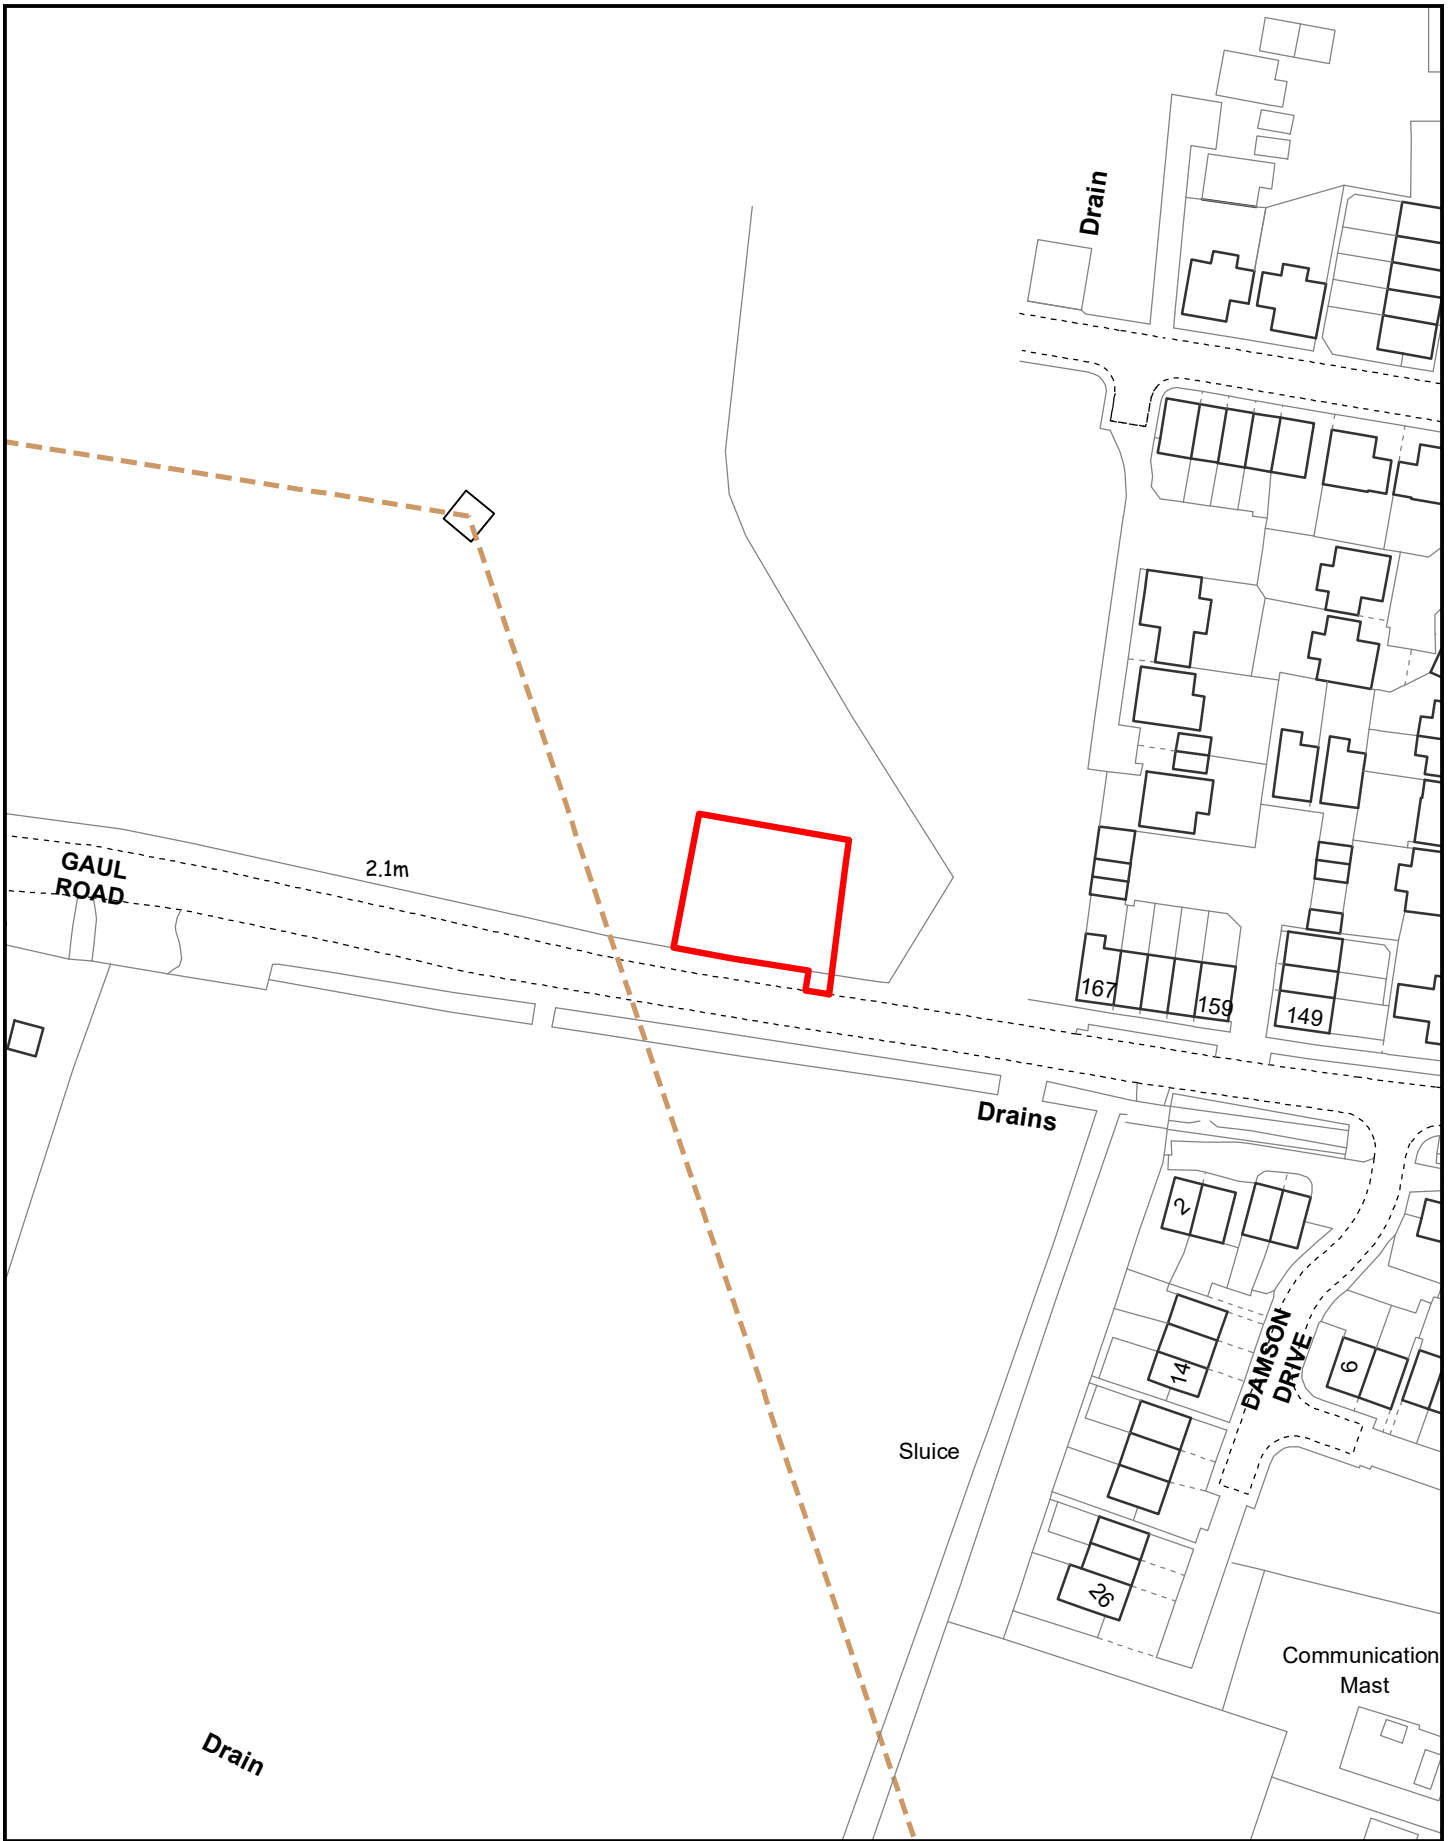 Drain
GAUL
ROAD
2.1m
167
159
149
Drains
2
DAMSON
DRIVE
14
6
Sluice
26
Communication
Mast
Drain